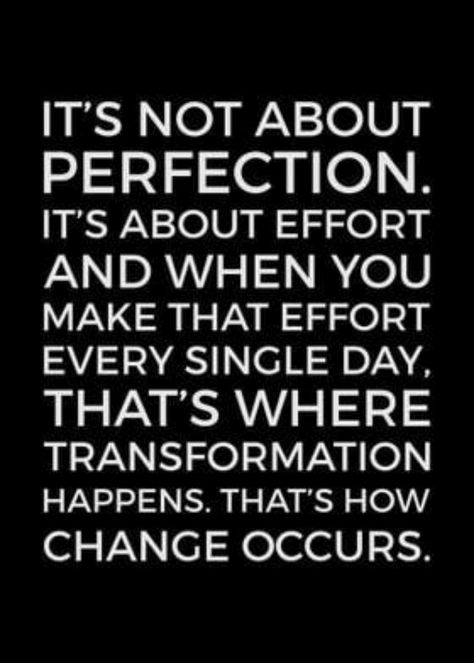 IT'S NOT ABOUT
PERFECTION.
IT'S ABOUT EFFORT
AND WHEN YOU
MAKE THAT EFFORT
EVERY SINGLE DAY,
THAT'S WHERE
TRANSFORMATION
HAPPENS. THAT'S HOW
CHANGE OCCURS.